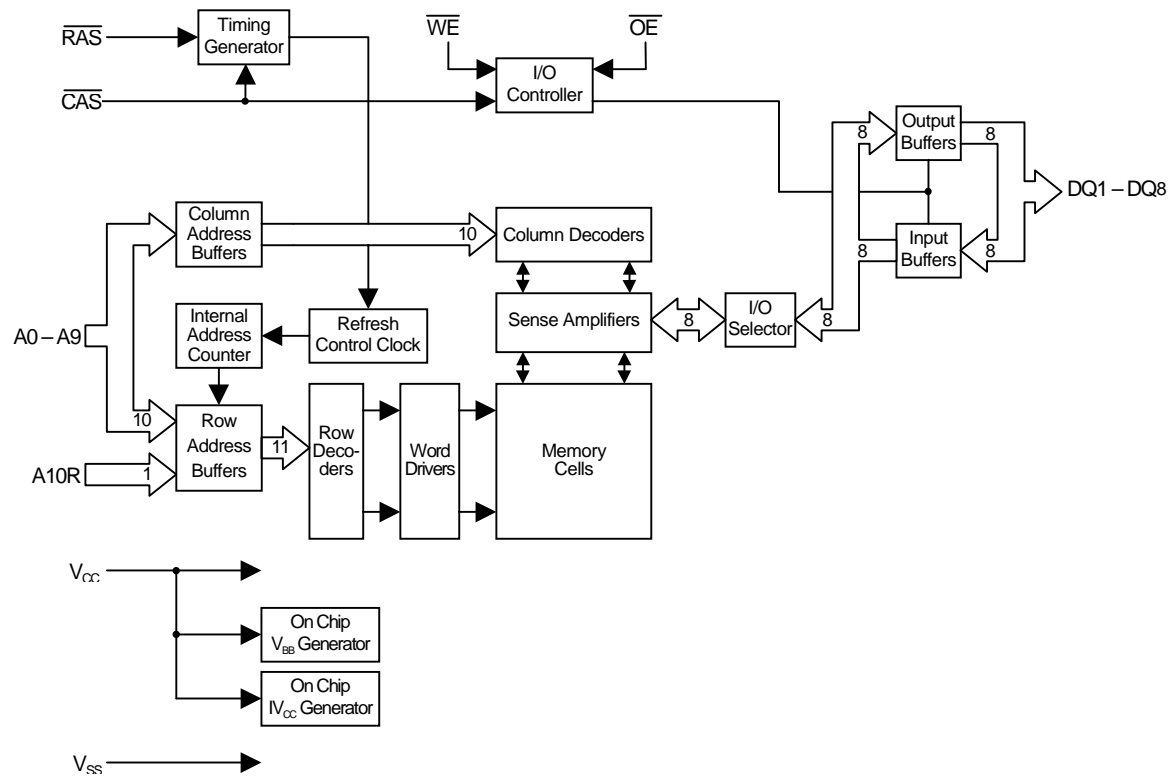 RAS
Timing
Generator
WE
OE
CAS
I/O
Controller
Output
Buffers
8
8
DQ1 – DQ8
Column
Address
Buffers
10
Column Decoders
Input
Buffers
8
8
A0 – A9
Internal
Address
Counter
Refresh
Control Clock
Sense Amplifiers
8
I/O
Selector
8
10
Row
Address
Buffers
11
Row
Deco-
ders
Word
Drivers
Memory
Cells
A10R
1
VCC
On Chip
VBB Generator
On Chip
IVCC Generator
VSS